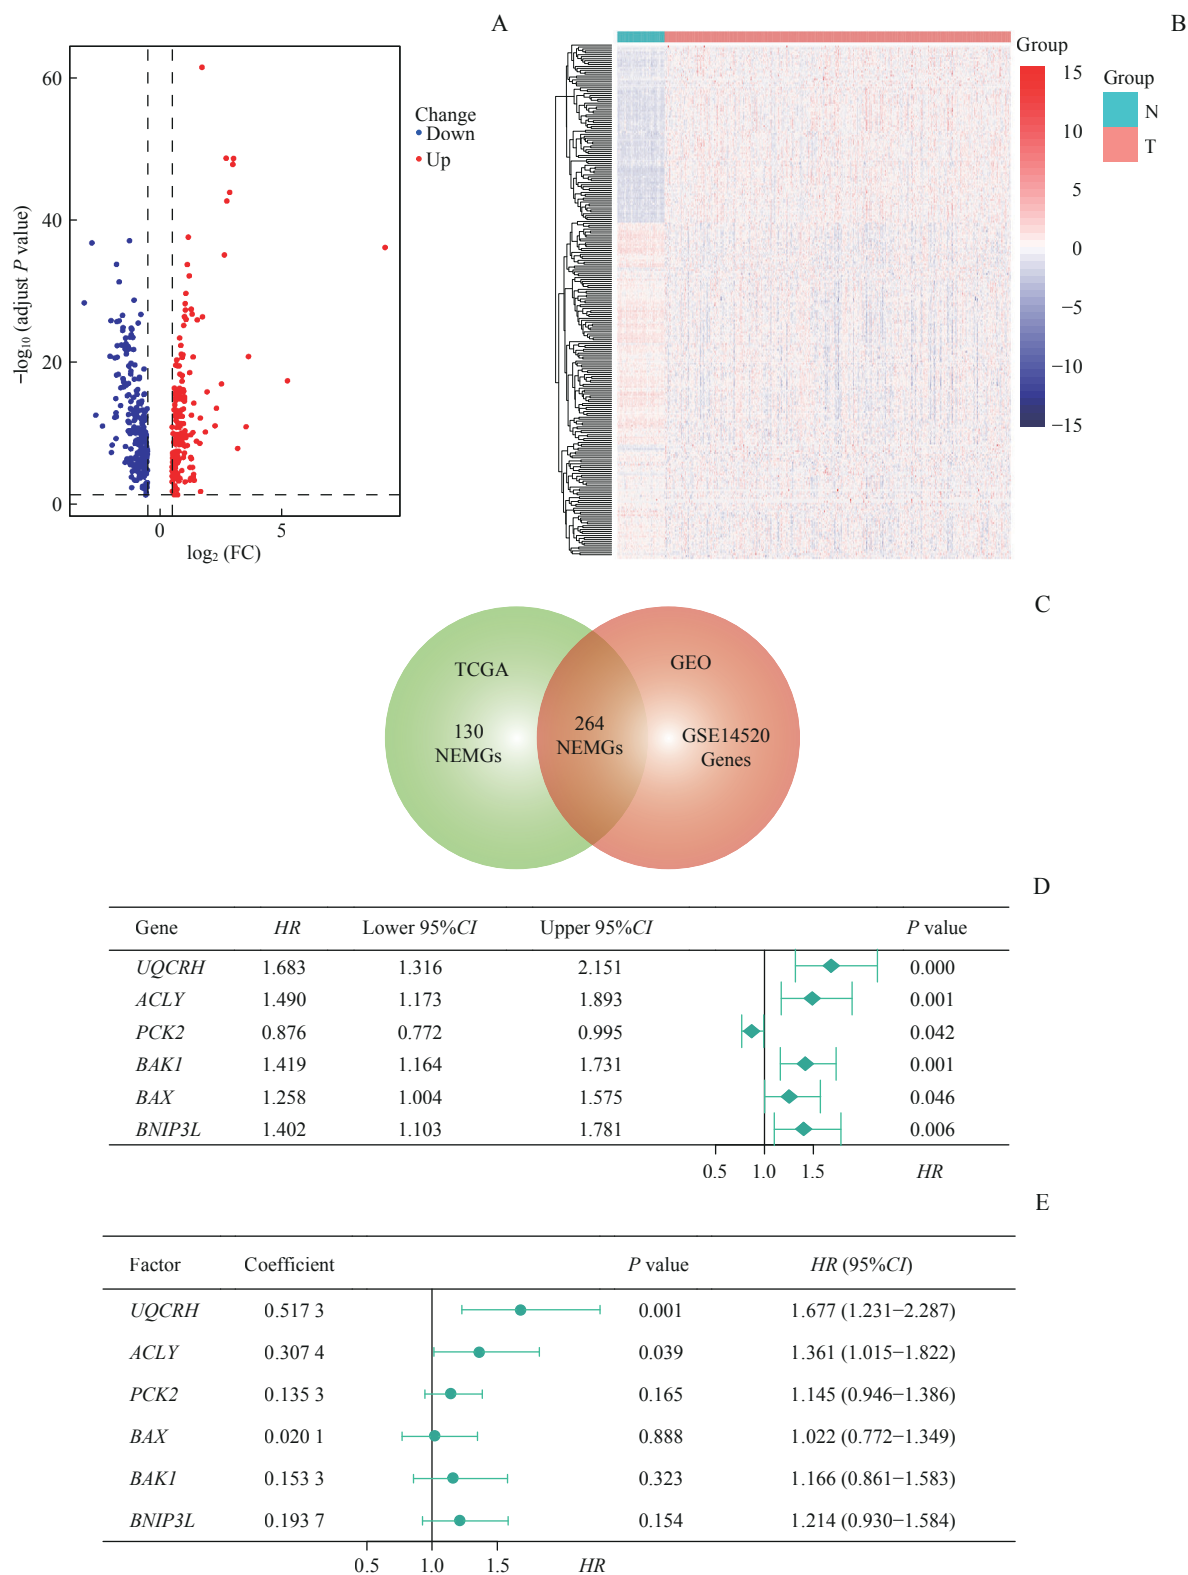 A
60
40
20
0
−log10 (adjust P value)
0 5
log2 (FC)
Change
Down
Up
B
Group
15
10
5
0
−5
−10
−15
Group
N
T
C
TCGA
130
NEMGs
264
NEMGs
GEO
GSE14520
Genes
D
Gene HR Lower 95%CI Upper 95%CI P value
UQCRH 1.683 1.316 2.151 0.000
ACLY 1.490 1.173 1.893 0.001
PCK2 0.876 0.772 0.995 0.042
BAK1 1.419 1.164 1.731 0.001
BAX 1.258 1.004 1.575 0.046
BNIP3L 1.402 1.103 1.781 0.006
0.5 1.0 1.5 HR
E
Factor Coefficient P value HR (95%CI)
UQCRH 0.517 3 0.001 1.677 (1.231−2.287)
ACLY 0.307 4 0.039 1.361 (1.015−1.822)
PCK2 0.135 3 0.165 1.145 (0.946−1.386)
BAX 0.020 1 0.888 1.022 (0.772−1.349)
BAK1 0.153 3 0.323 1.166 (0.861−1.583)
BNIP3L 0.193 7 0.154 1.214 (0.930−1.584)
0.5 1.0 1.5 HR